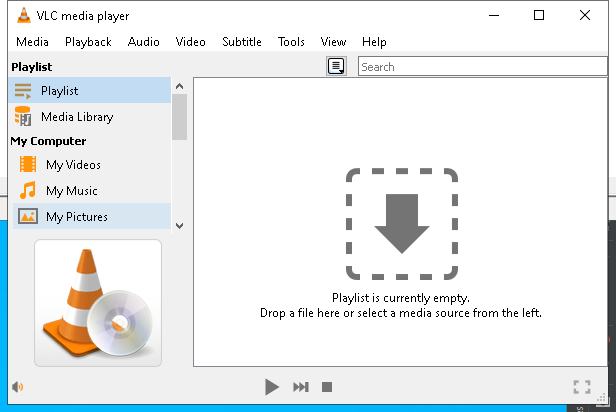 VLC media player
Media Playback Audio Video Subtitle Tools View Help
Playlist
Search
Playlist
Media Library
My Computer
My Videos
My Music
My Pictures
Playlist is currently empty.
Drop a file here or select a media source from the left.